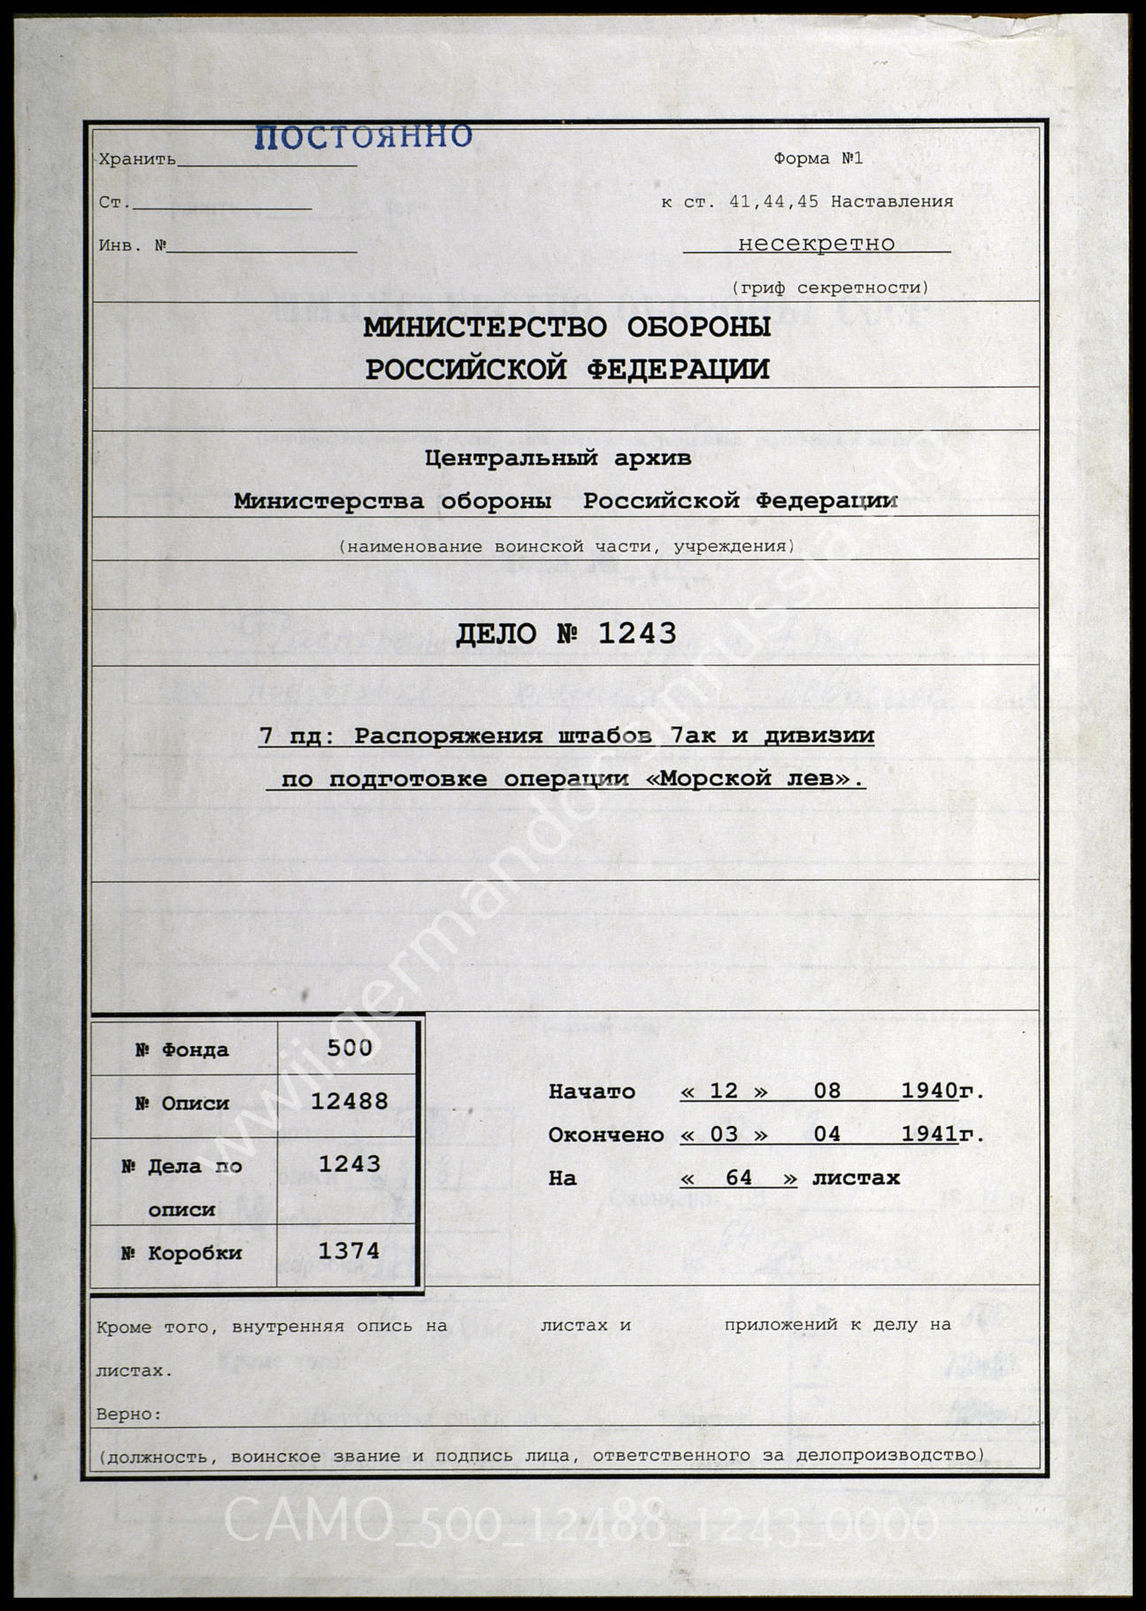 ПОСТОЯННО
Хранить
Форма №1
Ст.
к ст. 41,44,45 Наставления
Инв. №
несекретно
(гриф секретности)
МИНИСТЕРСТВО ОБОРОНЫ
РОССИЙСКОЙ ФЕДЕРАЦИИ
Центральный архив
Министерства обороны Российской Федерации
(наименование воинской части, учреждения)
ДЕЛО № 1243
7 пд: Распоряжения штабов 7ак и дивизии
по подготовке операции «Морской лев».
№ Фонда 500
№ Описи 12488
№ Дела по 1243
описи
№ Коробки 1374
Начато « 12 » 08 1940г.
Окончено « 03 » 04 1941г.
На « 64 » листах
Кроме того, внутренняя опись на листах и приложений к делу на
листах.
Верно:
(должность, воинское звание и подпись лица, ответственного за делопроизводство)
wwii.germandocsinrussia.org
CAMO_500_12488_1243_0000